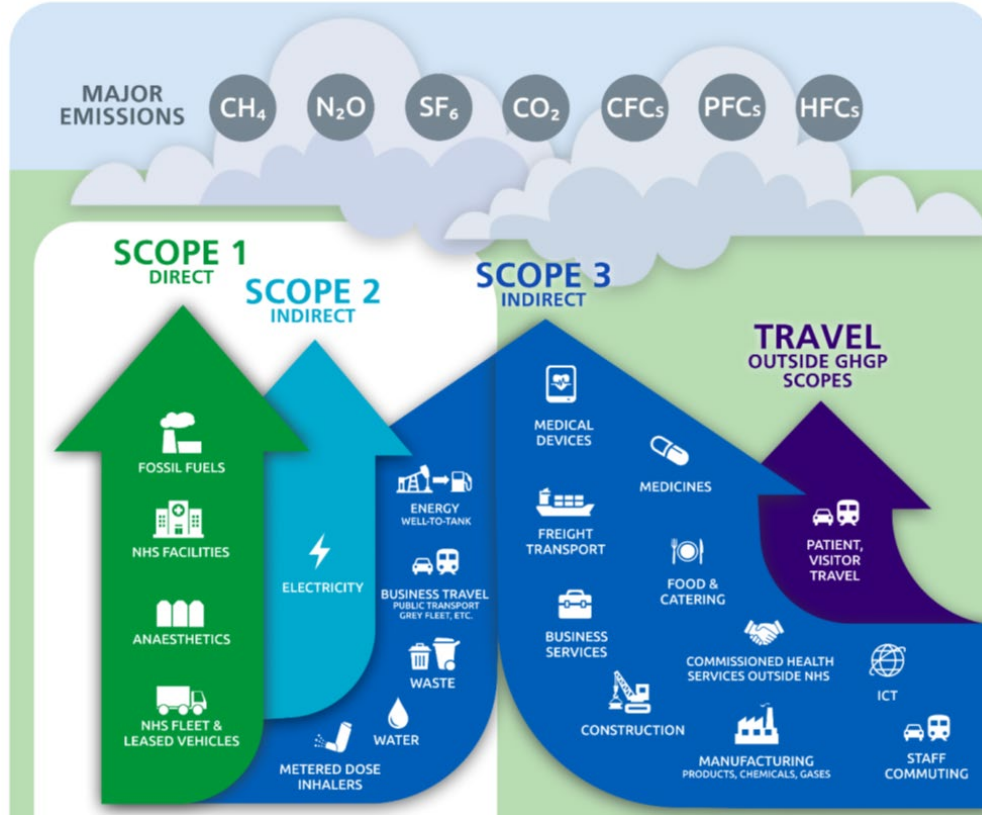 MAJOR
EMISSIONS
CH₄
N₂O
SF₆
CO₂
CFCs
PFCs
HFCs
SCOPE 1
DIRECT
SCOPE 2
INDIRECT
SCOPE 3
INDIRECT
TRAVEL
OUTSIDE GHGP
SCOPES
FOSSIL FUELS
NHS FACILITIES
ANAESTHETICS
NHS FLEET &
LEASED VEHICLES
ELECTRICITY
ENERGY
WELL-TO-TANK
BUSINESS TRAVEL
PUBLIC TRANSPORT
GREY FLEET, ETC.
WASTE
WATER
METERED DOSE
INHALERS
MEDICAL
DEVICES
MEDICINES
FREIGHT
TRANSPORT
FOOD &
CATERING
BUSINESS
SERVICES
COMMISSIONED HEALTH
SERVICES OUTSIDE NHS
CONSTRUCTION
MANUFACTURING
PRODUCTS, CHEMICALS, GASES
ICT
STAFF
COMMUTING
PATIENT,
VISITOR
TRAVEL